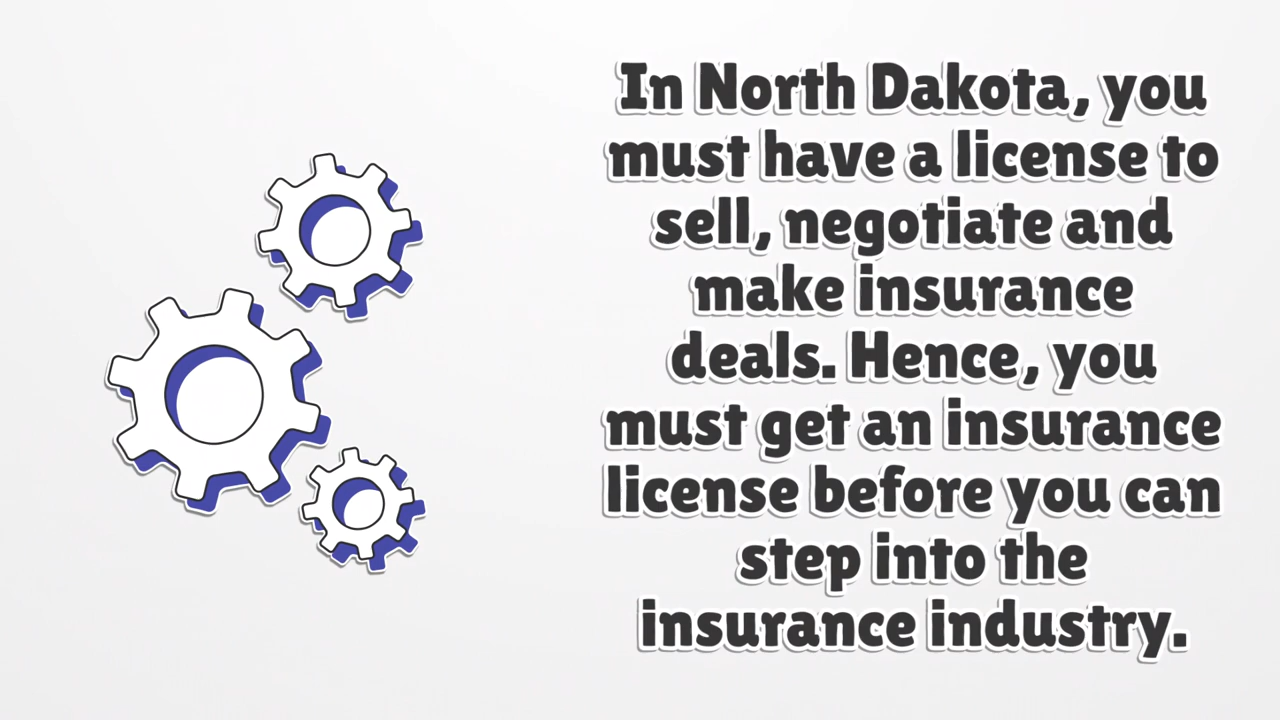 In North Dakota, you
must have a license to
sell, negotiate and
make insurance
deals. Hence, you
must get an insurance
license before you can
step into the
insurance industry.